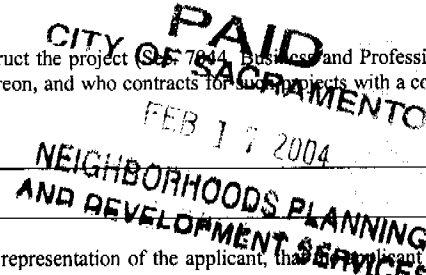 PAID
CITY OF SACRAMENTO
ruct the project (Sec. 7044, Business and Professi
reon, and who contracts for such projects with a co
FEB 17 2004
NEIGHBORHOODS PLANNING
AND DEVELOPMENT SERVICES
representation of the applicant, that the applicant